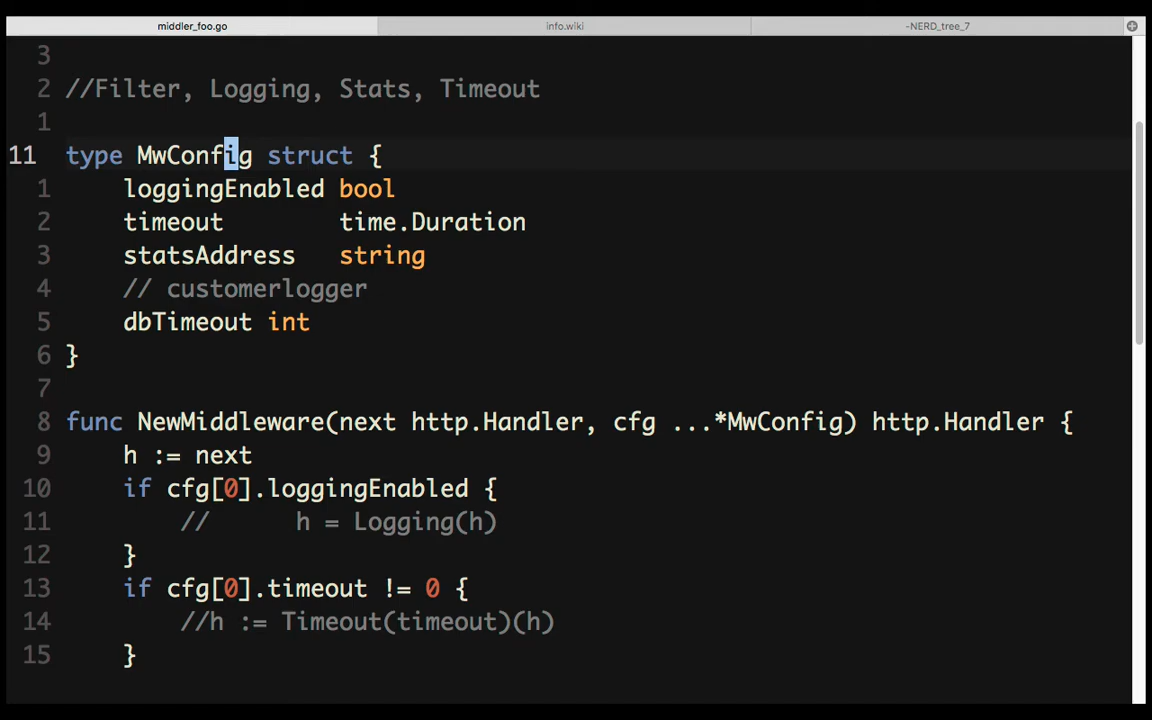 middler_foo.go info.wiki -NERD_tree_7
3
2 //Filter, Logging, Stats, Timeout
1
11 type MwConfig struct {
1 loggingEnabled bool
2 timeout time.Duration
3 statsAddress string
4 // customerlogger
5 dbTimeout int
6 }
7
8 func NewMiddleware(next http.Handler, cfg ...*MwConfig) http.Handler {
9 h := next
10 if cfg[0].loggingEnabled {
11 // h = Logging(h)
12 }
13 if cfg[0].timeout != 0 {
14 //h := Timeout(timeout)(h)
15 }